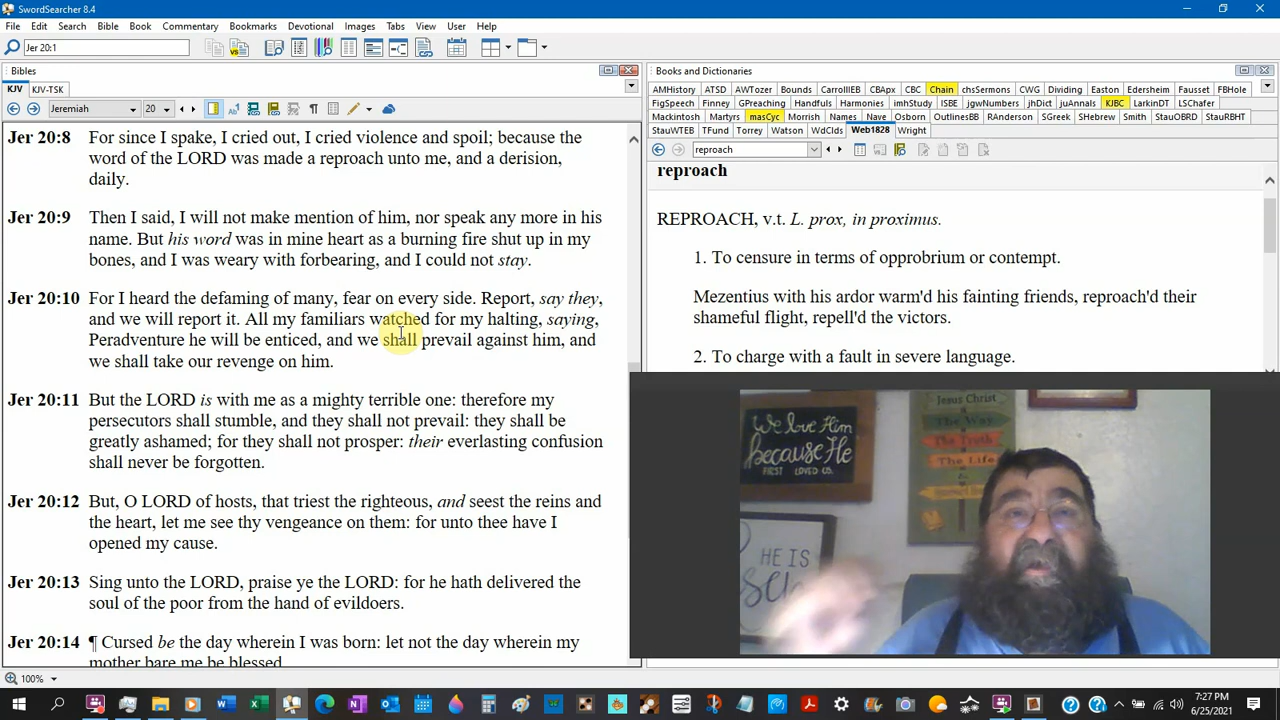 SwordSearcher 8.4
File Edit Search Bible Book Commentary Bookmarks Devotional Images Tabs View User Help
Jer 20:1
Bibles
KJV KJV-TSK
Jeremiah 20
Jer 20:8 For since I spake, I cried out, I cried violence and spoil; because the
word of the LORD was made a reproach unto me, and a derision,
daily.
Jer 20:9 Then I said, I will not make mention of him, nor speak any more in his
name. But his word was in mine heart as a burning fire shut up in my
bones, and I was weary with forbearing, and I could not stay.
Jer 20:10 For I heard the defaming of many, fear on every side. Report, say they,
and we will report it. All my familiars watched for my halting, saying,
Peradventure he will be enticed, and we shall prevail against him, and
we shall take our revenge on him.
Jer 20:11 But the LORD is with me as a mighty terrible one: therefore my
persecutors shall stumble, and they shall not prevail: they shall be
greatly ashamed; for they shall not prosper: their everlasting confusion
shall never be forgotten.
Jer 20:12 But, O LORD of hosts, that triest the righteous, and seest the reins and
the heart, let me see thy vengeance on them: for unto thee have I
opened my cause.
Jer 20:13 Sing unto the LORD, praise ye the LORD: for he hath delivered the
soul of the poor from the hand of evildoers.
Jer 20:14 ¶ Cursed be the day wherein I was born: let not the day wherein my
mother bare me be blessed
100%
Books and Dictionaries
AMHistory ATSD AWTozer Bounds CarrollIEB CBApx CBC Chain chsSermons CWG Dividing Easton Edersheim Fausset FBHole
FigSpeech Finney GPreaching Handfuls Harmonies imhStudy ISBE jgwNumbers jhDict juAnnals KJBC LarkinDT LSChafer
Mackintosh Martyrs masCyc Morrish Names Nave Osborn OutlinesBB RAnderson SGreek SHebrew Smith StauOBRD StauRBHT
StauWTEB TFund Torrey Watson WdClds Web1828 Wright
reproach
reproach
REPROACH, v.t. L. prox, in proximus.
1. To censure in terms of opprobrium or contempt.
Mezentius with his ardor warm'd his fainting friends, reproach'd their
shameful flight, repell'd the victors.
2. To charge with a fault in severe language.
We love Him
because He
FIRST LOVED US.
Jesus Christ
The Way
The Truth
The Life
HE IS
7:27 PM
6/25/2021